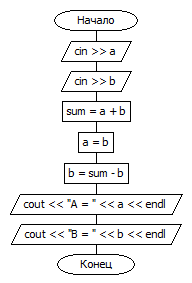 Начало
cin >> a
cin >> b
sum = a + b
a = b
b = sum - b
cout << "A = " << a << endl
cout << "B = " << b << endl
Конец